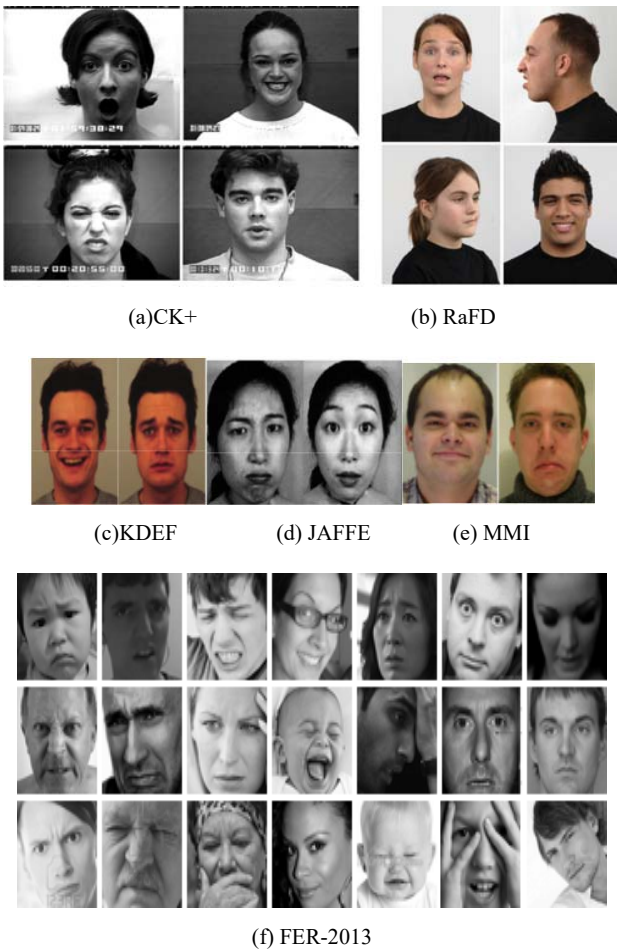 (a)CK+
(b) RaFD
(c)KDEF
(d) JAFFE
(e) MMI
(f) FER-2013